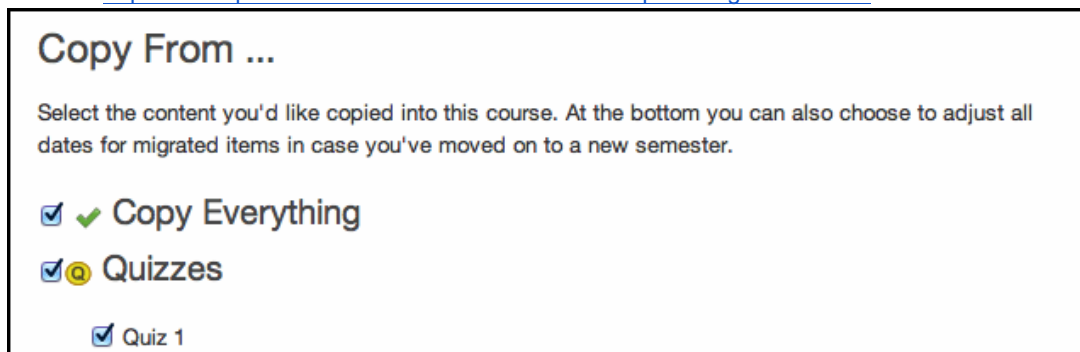 Copy From ...
Select the content you'd like copied into this course. At the bottom you can also choose to adjust all
dates for migrated items in case you've moved on to a new semester.
Copy Everything
Q Quizzes
Quiz 1